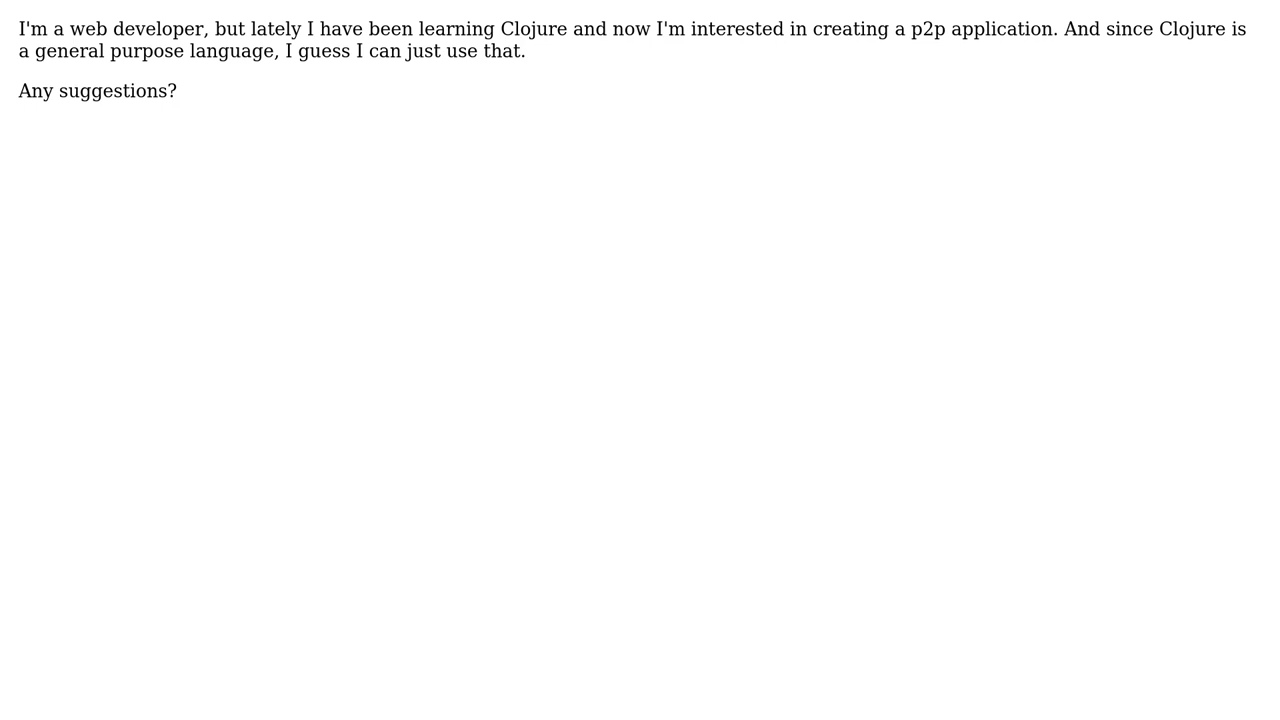 I'm a web developer, but lately I have been learning Clojure and now I'm interested in creating a p2p application. And since Clojure is
a general purpose language, I guess I can just use that.
Any suggestions?